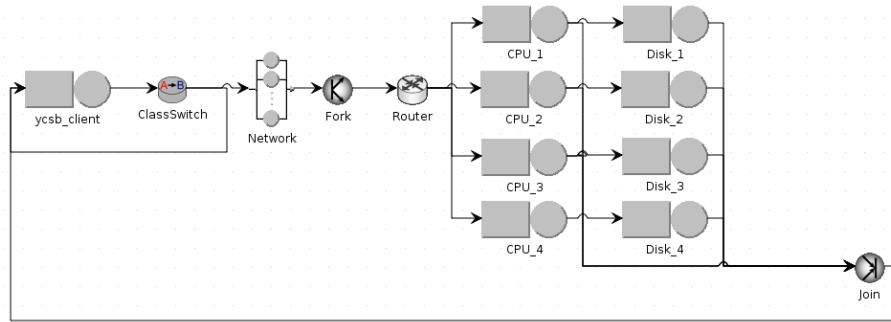 CPU_1
Disk_1
ycsb_client
A
B
ClassSwitch
Network
Fork
Router
CPU_2
Disk_2
CPU_3
Disk_3
CPU_4
Disk_4
Join